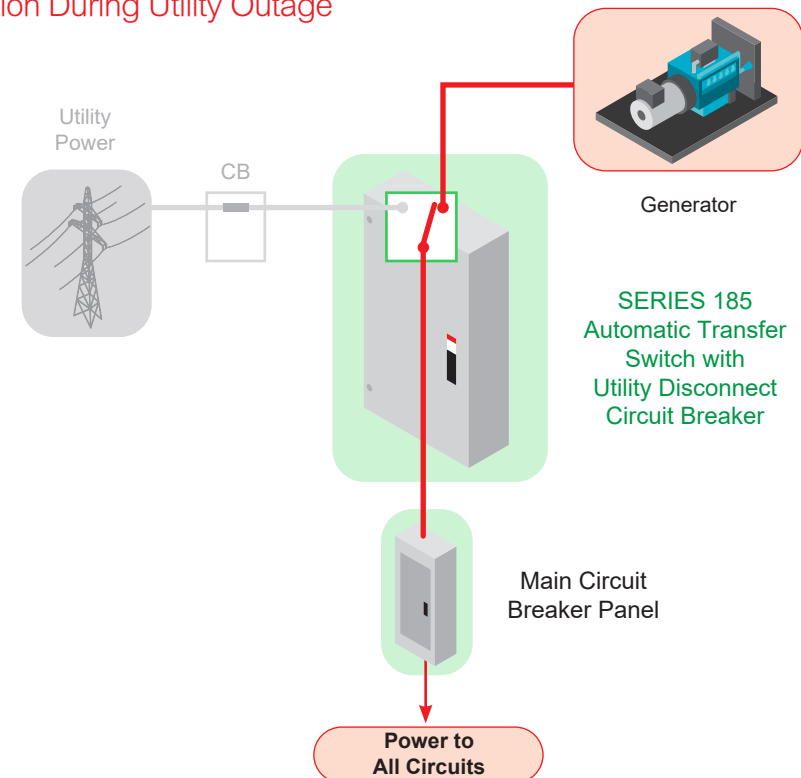 ion During Utility Outage
Utility
Power
CB
Generator
SERIES 185
Automatic Transfer
Switch with
Utility Disconnect
Circuit Breaker
Main Circuit
Breaker Panel
Power to
All Circuits